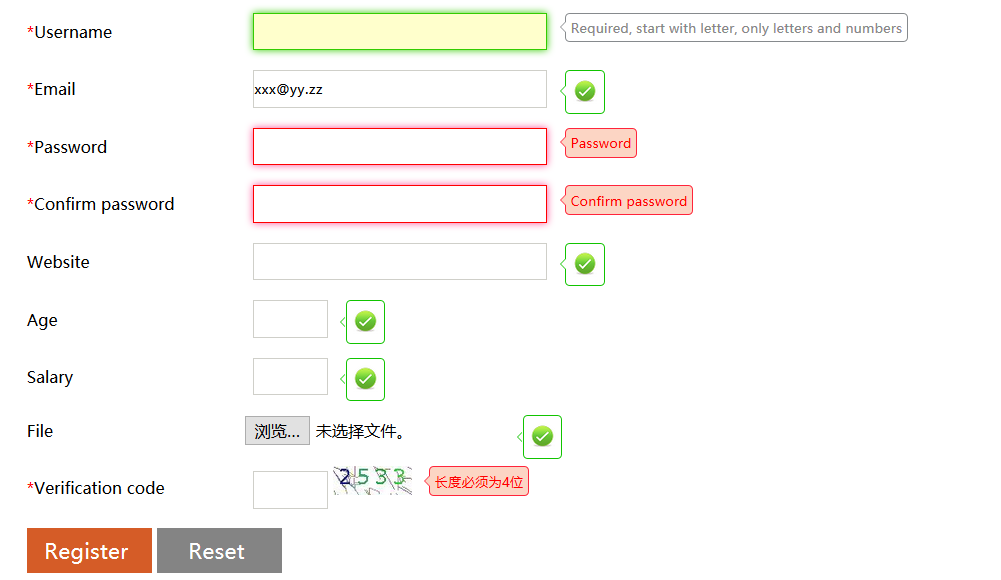 *Username
Required, start with letter, only letters and numbers
*Email
xxx@yy.zz
*Password
Password
*Confirm password
Confirm password
Website
Age
Salary
File
浏览... 未选择文件。
*Verification code
2533
长度必须为4位
Register
Reset